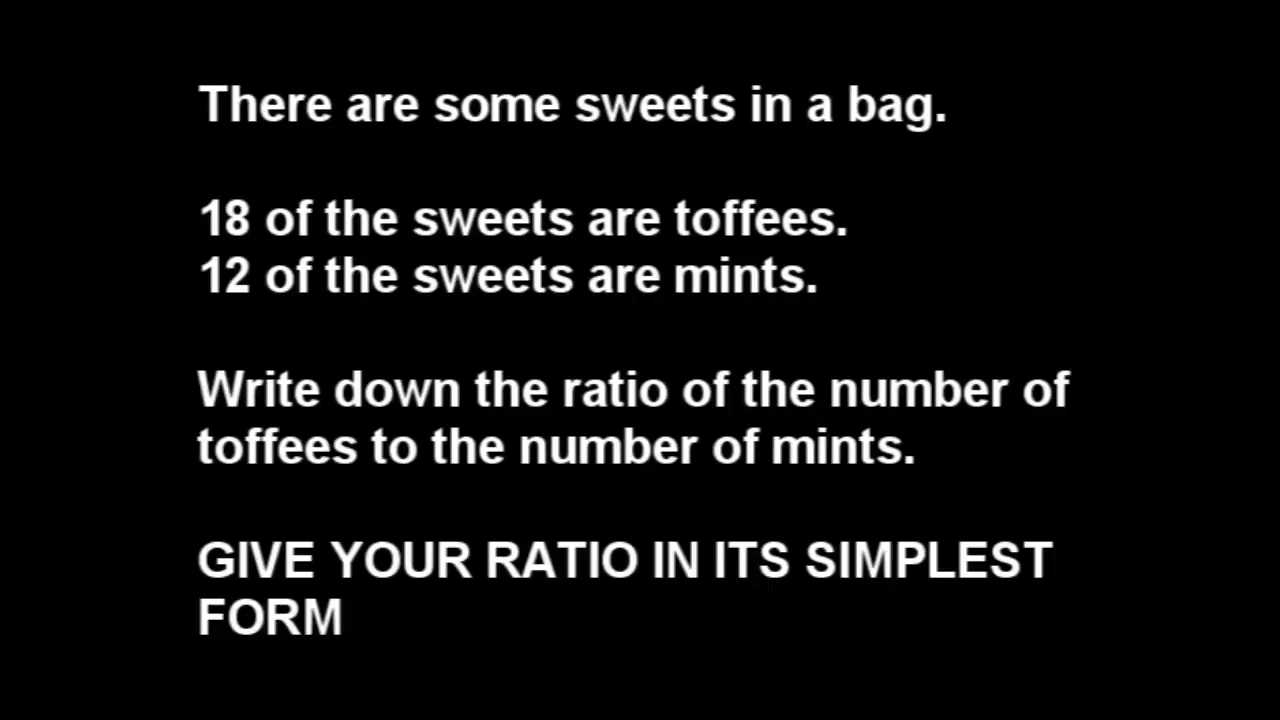 There are some sweets in a bag.
18 of the sweets are toffees.
12 of the sweets are mints.
Write down the ratio of the number of
toffees to the number of mints.
GIVE YOUR RATIO IN ITS SIMPLEST
FORM